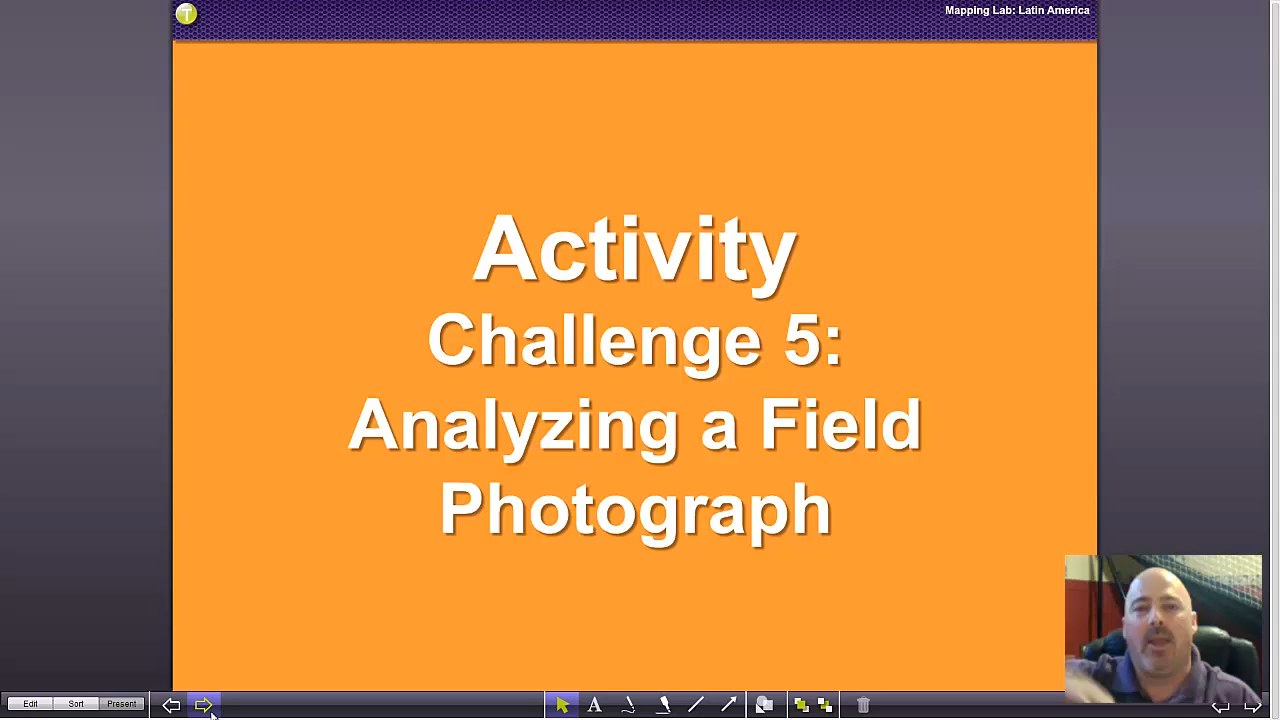 T
Mapping Lab: Latin America
Activity
Challenge 5:
Analyzing a Field
Photograph
Edit Sort Present
A